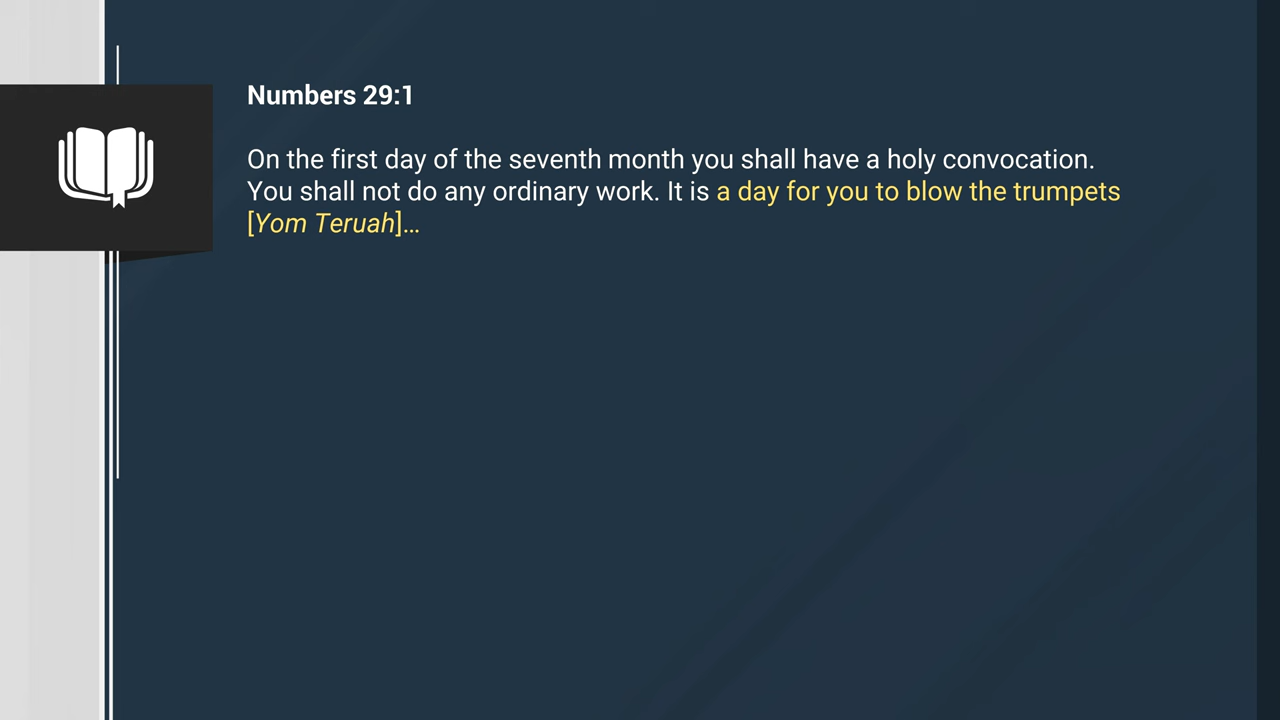 Numbers 29:1
On the first day of the seventh month you shall have a holy convocation.
You shall not do any ordinary work. It is a day for you to blow the trumpets
[Yom Teruah]…